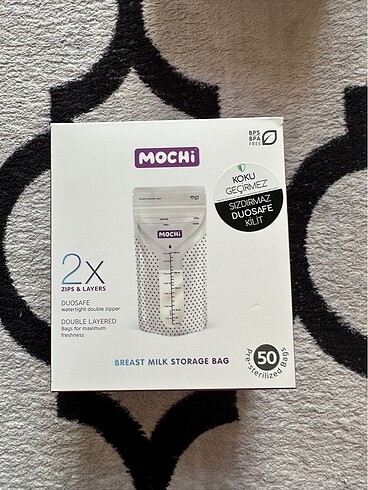 MOCHi
BPS
BPA
FREE
KOKU
GEÇİRMEZ
SIZDIRMAZ
DUOSAFE
KİLİT
MOCHi
2x
ZIPS & LAYERS
DUOSAFE
watertight double zipper
DOUBLE LAYERED
Bags for maximum
freshness
BREAST MILK STORAGE BAG
50
Pre-sterilized Bags